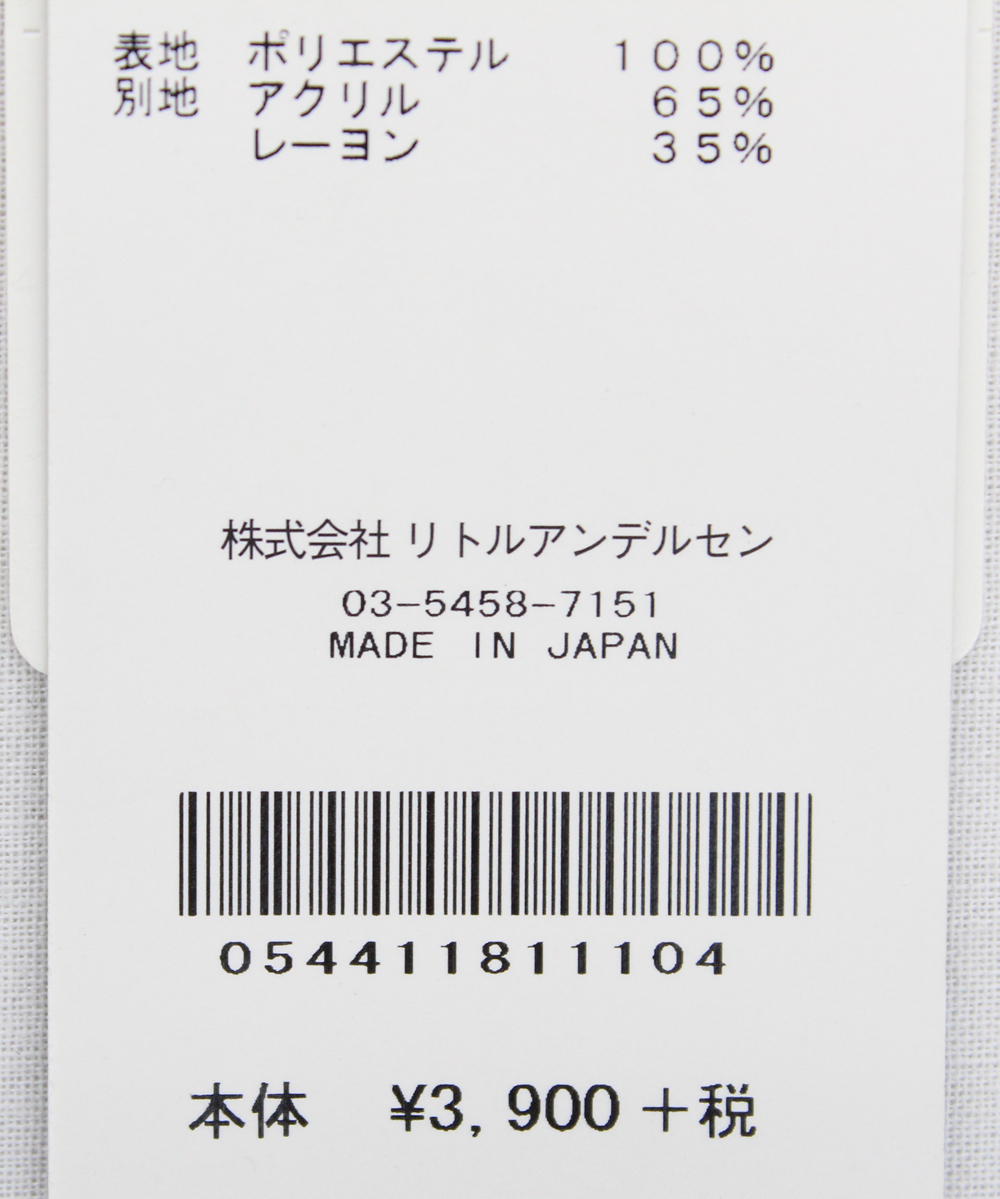 表地 ポリエステル 100%
別地 アクリル 65%
レーヨン 35%
株式会社 リトルアンデルセン
03-5458-7151
MADE IN JAPAN
054411811104
本体 ¥3,900+税